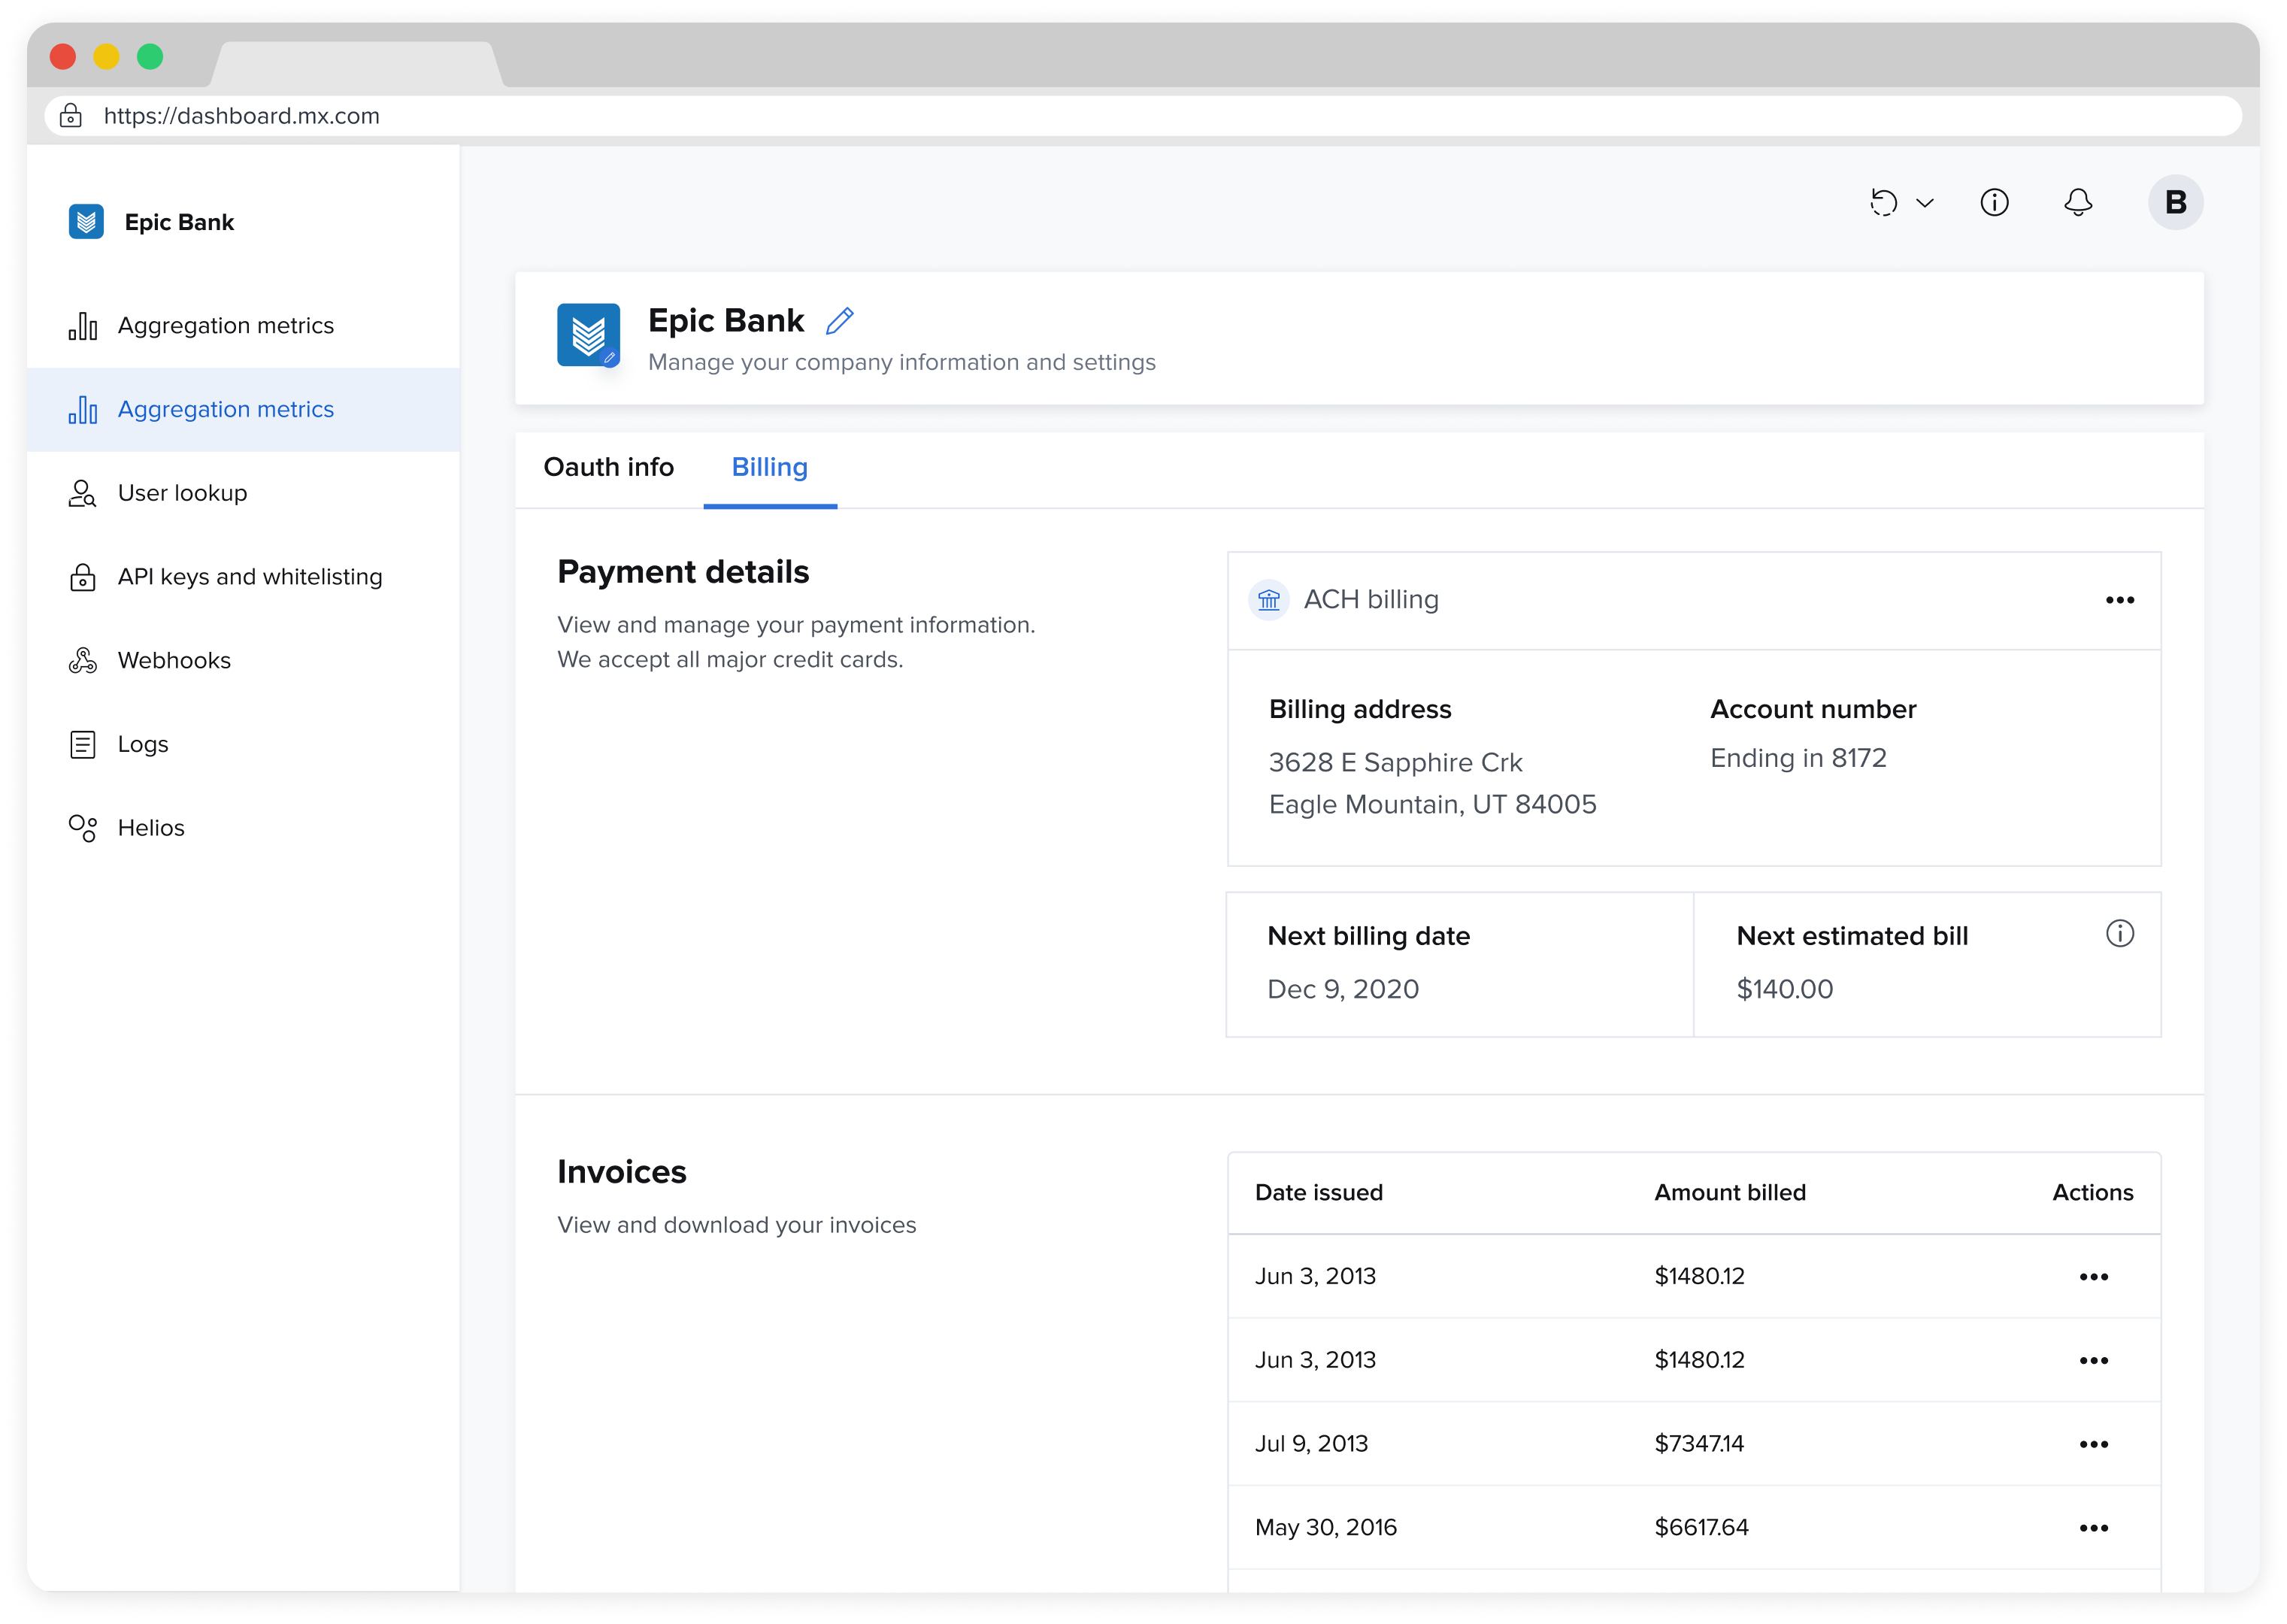 https://dashboard.mx.com
Epic Bank
Aggregation metrics
Aggregation metrics
User lookup
API keys and whitelisting
Webhooks
Logs
Helios
B
Epic Bank
Manage your company information and settings
Oauth info Billing
Payment details
View and manage your payment information.
We accept all major credit cards.
ACH billing
Billing address
3628 E Sapphire Crk
Eagle Mountain, UT 84005
Account number
Ending in 8172
Next billing date
Dec 9, 2020
Next estimated bill
$140.00
Invoices
View and download your invoices
Date issued Amount billed Actions
Jun 3, 2013 $1480.12
Jun 3, 2013 $1480.12
Jul 9, 2013 $7347.14
May 30, 2016 $6617.64